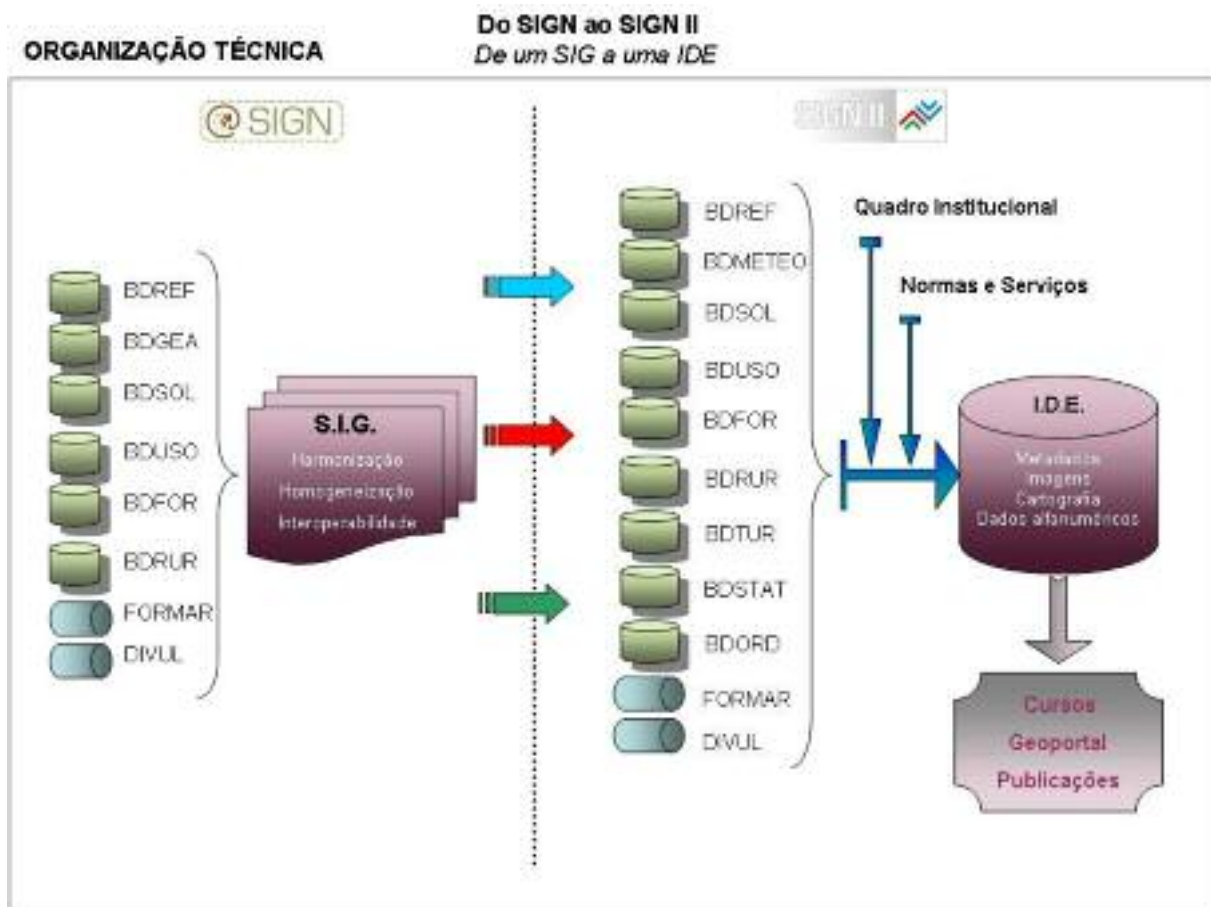 Do SIGN ao SIGN II
De um SIG a uma IDE
ORGANIZAÇÃO TÉCNICA
SIGN
BDREF
BDGEA
BDSOL
BDUSO
BDFOR
BDRUR
FORMAR
DIVUL
S.I.G.
Harmonização
Homogeneização
Interoperabilidade
SIGN II
BDREF
BDMETEO
BDSOL
BDUSO
BDFOR
BDRUR
BDTUR
BDSTAT
BDORD
FORMAR
DIVUL
Quadro Institucional
Normas e Serviços
I.D.E.
Metadados
Imagens
Cartografia
Dados alfanuméricos
Cursos
Geoportal
Publicações